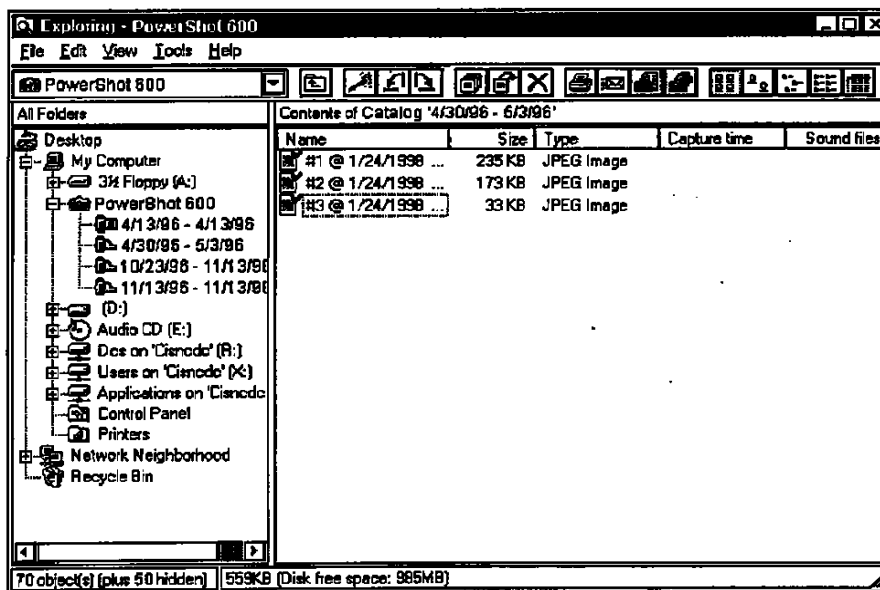 Exploring - PowerShot 600
File Edit View Tools Help
PowerShot 600
All Folders
Contents of Catalog '4/30/96 - 5/3/96'
Name Size Type Capture time Sound files
Desktop
My Computer
3½ Floppy (A:)
PowerShot 600
4/13/96 - 4/13/96
4/30/96 - 5/3/96
10/23/96 - 11/13/96
11/13/96 - 11/13/96
(D:)
Audio CD (E:)
Dcs on 'Cisncdc' (R:)
Users on 'Cisncdc' (X:)
Applications on 'Cisncdc
Control Panel
Printers
Network Neighborhood
Recycle Bin
#1 @ 1/24/1998 ... 235 KB JPEG Image
#2 @ 1/24/1998 ... 173 KB JPEG Image
#3 @ 1/24/1998 ... 33 KB JPEG Image
70 object(s) (plus 50 hidden) 559KB (Disk free space: 985MB)